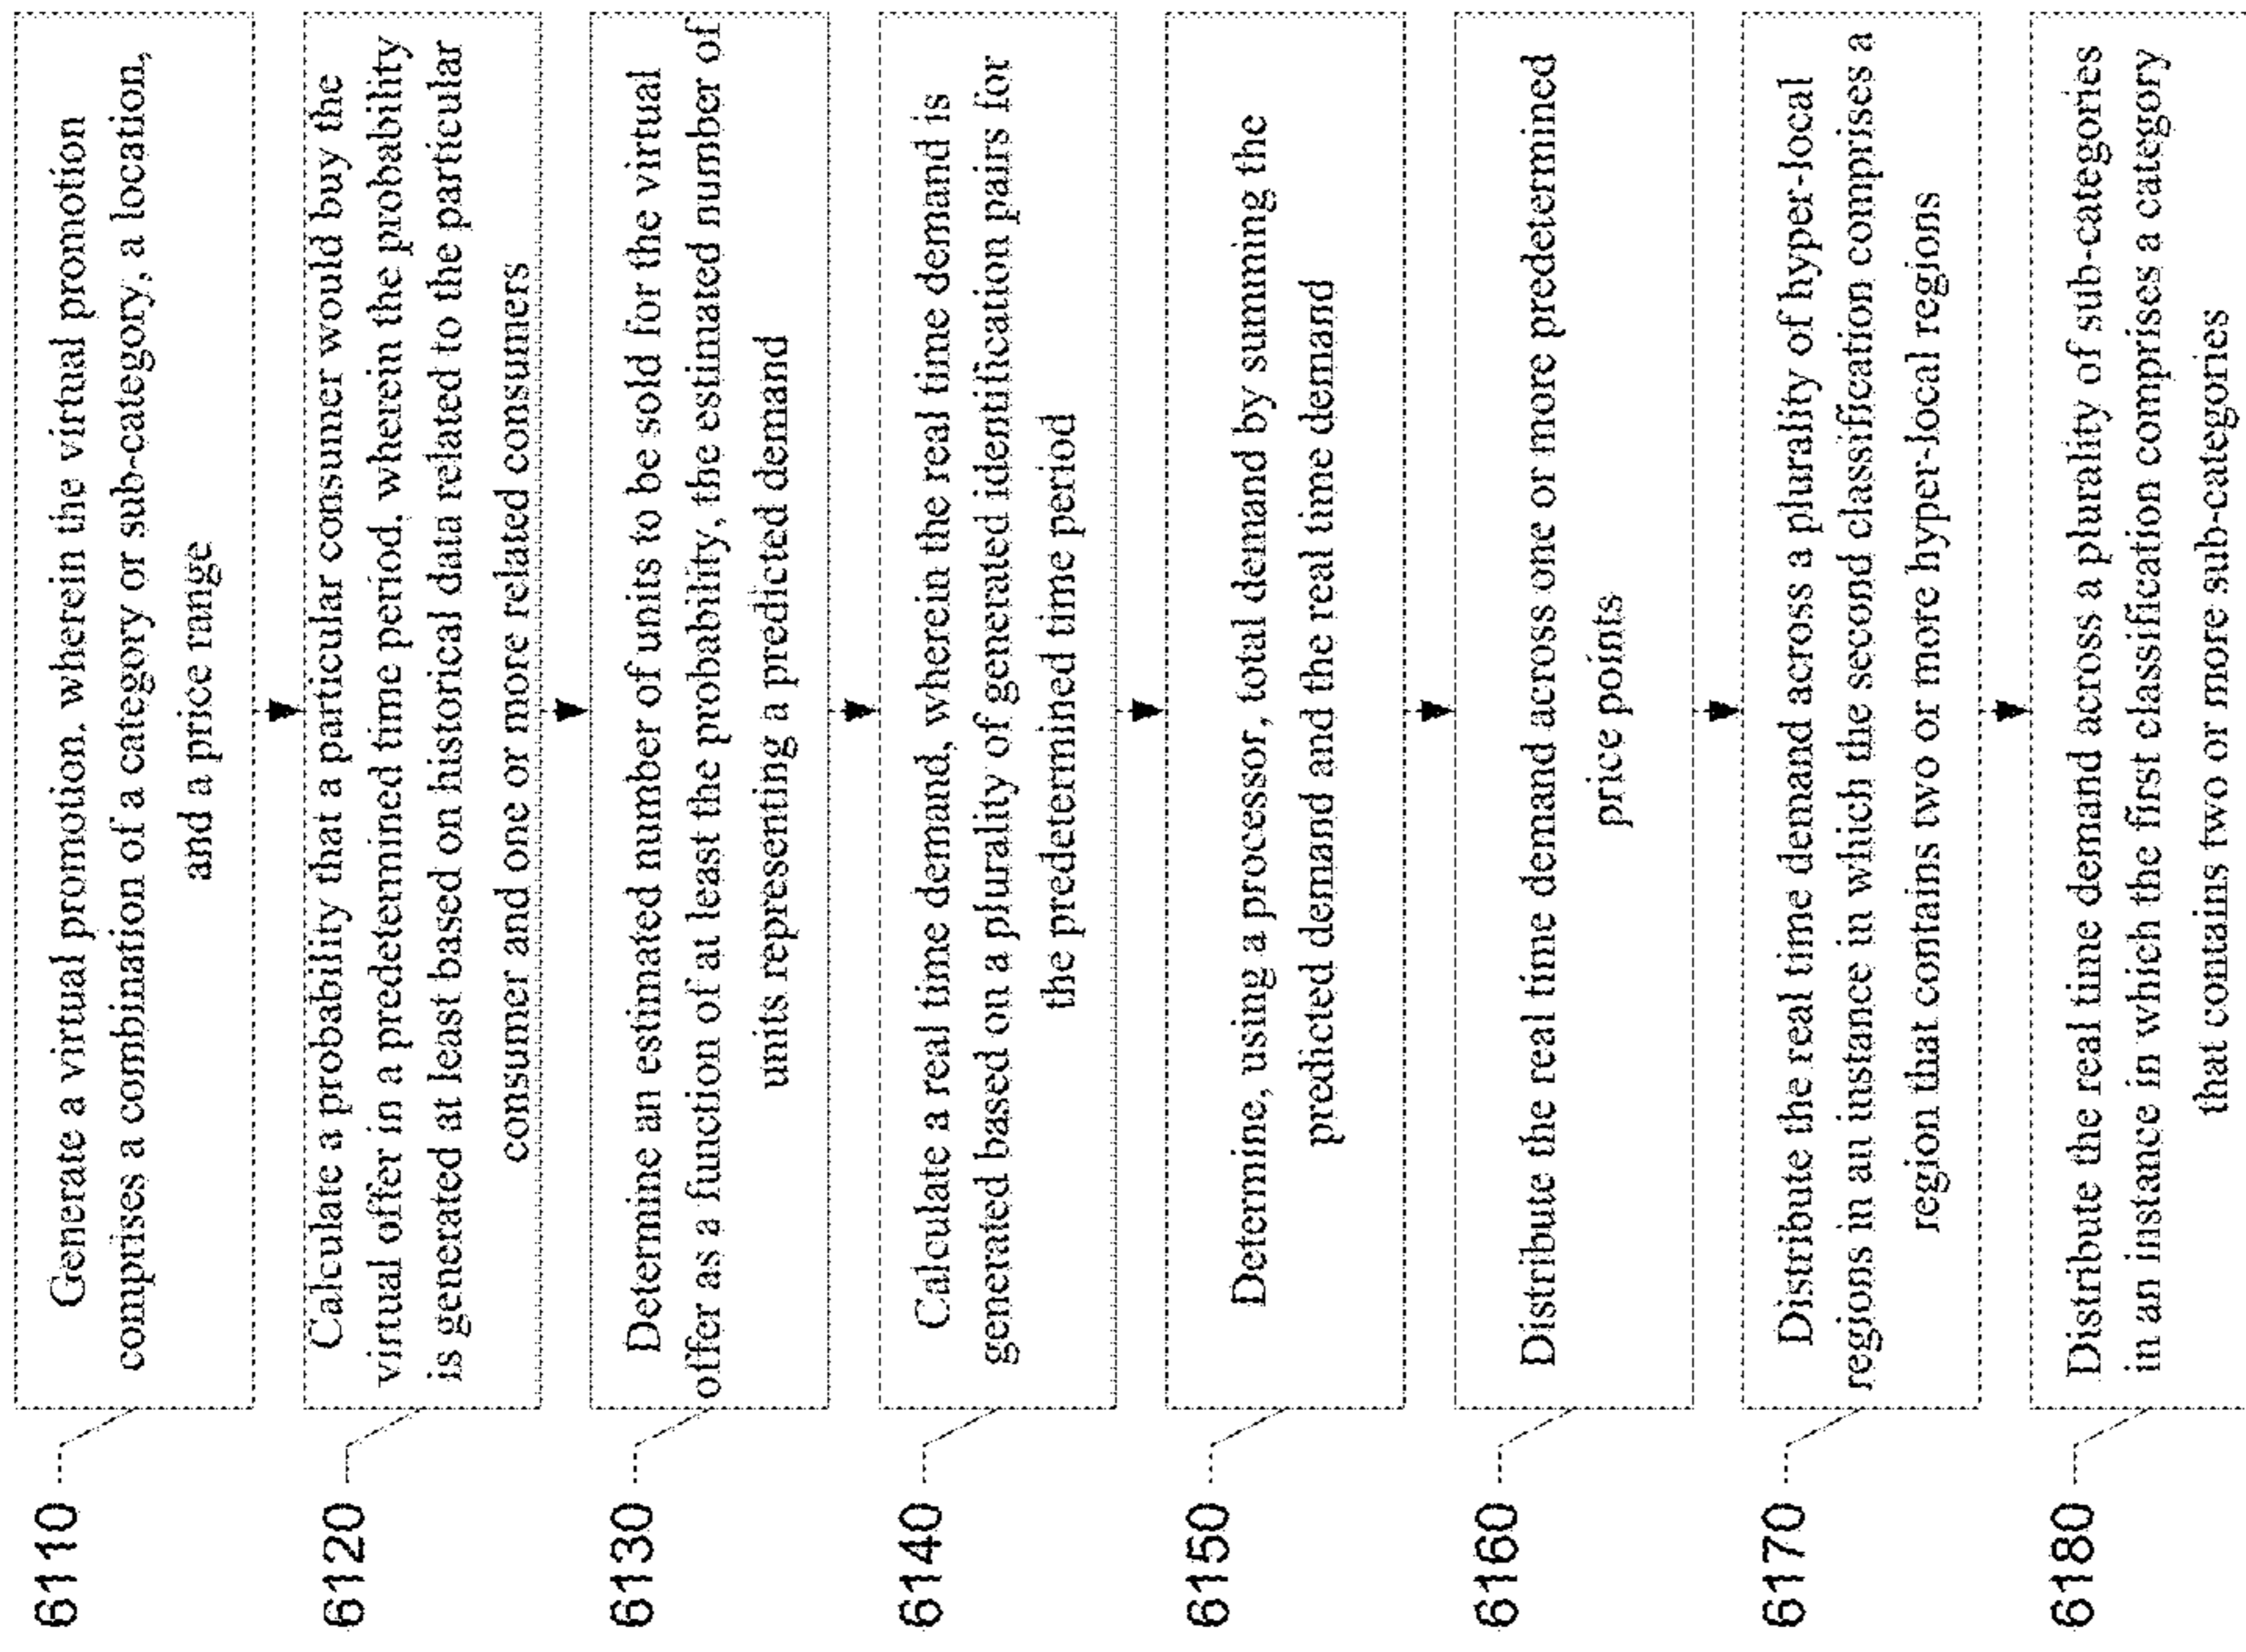 6110
Generate a virtual promotion, wherein the virtual promotion
comprises a combination of a category or sub-category, a location,
and a price range
6120
Calculate a probability that a particular consumer would buy the
virtual offer in a predetermined time period, wherein the probability
is generated at least based on historical data related to the particular
consumer and one or more related consumers
6130
Determine an estimated number of units to be sold for the virtual
offer as a function of at least the probability, the estimated number of
units representing a predicted demand
6140
Calculate a real time demand, wherein the real time demand is
generated based on a plurality of generated identification pairs for
the predetermined time period
6150
Determine, using a processor, total demand by summing the
predicted demand and the real time demand
6160
Distribute the real time demand across one or more predetermined
price points
6170
Distribute the real time demand across a plurality of hyper-local
regions in an instance in which the second classification comprises a
region that contains two or more hyper-local regions
6180
Distribute the real time demand across a plurality of sub-categories
in an instance in which the first classification comprises a category
that contains two or more sub-categories